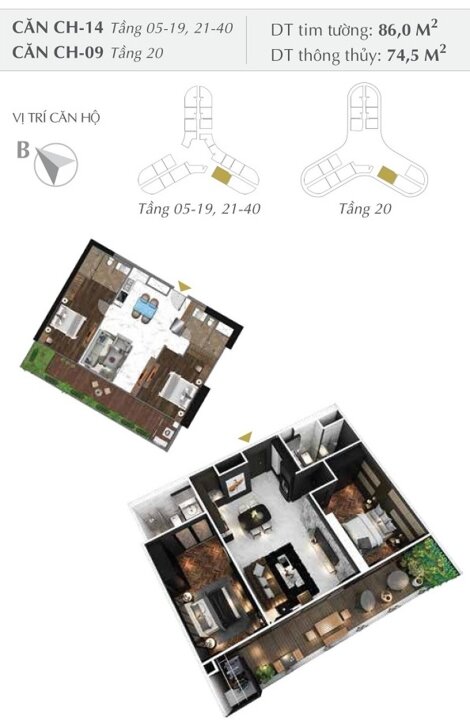 CĂN CH-14 Tầng 05-19, 21-40
CĂN CH-09 Tầng 20
DT tim tường: 86,0 M²
DT thông thủy: 74,5 M²
VỊ TRÍ CĂN HỘ
B
Tầng 05-19, 21-40
Tầng 20